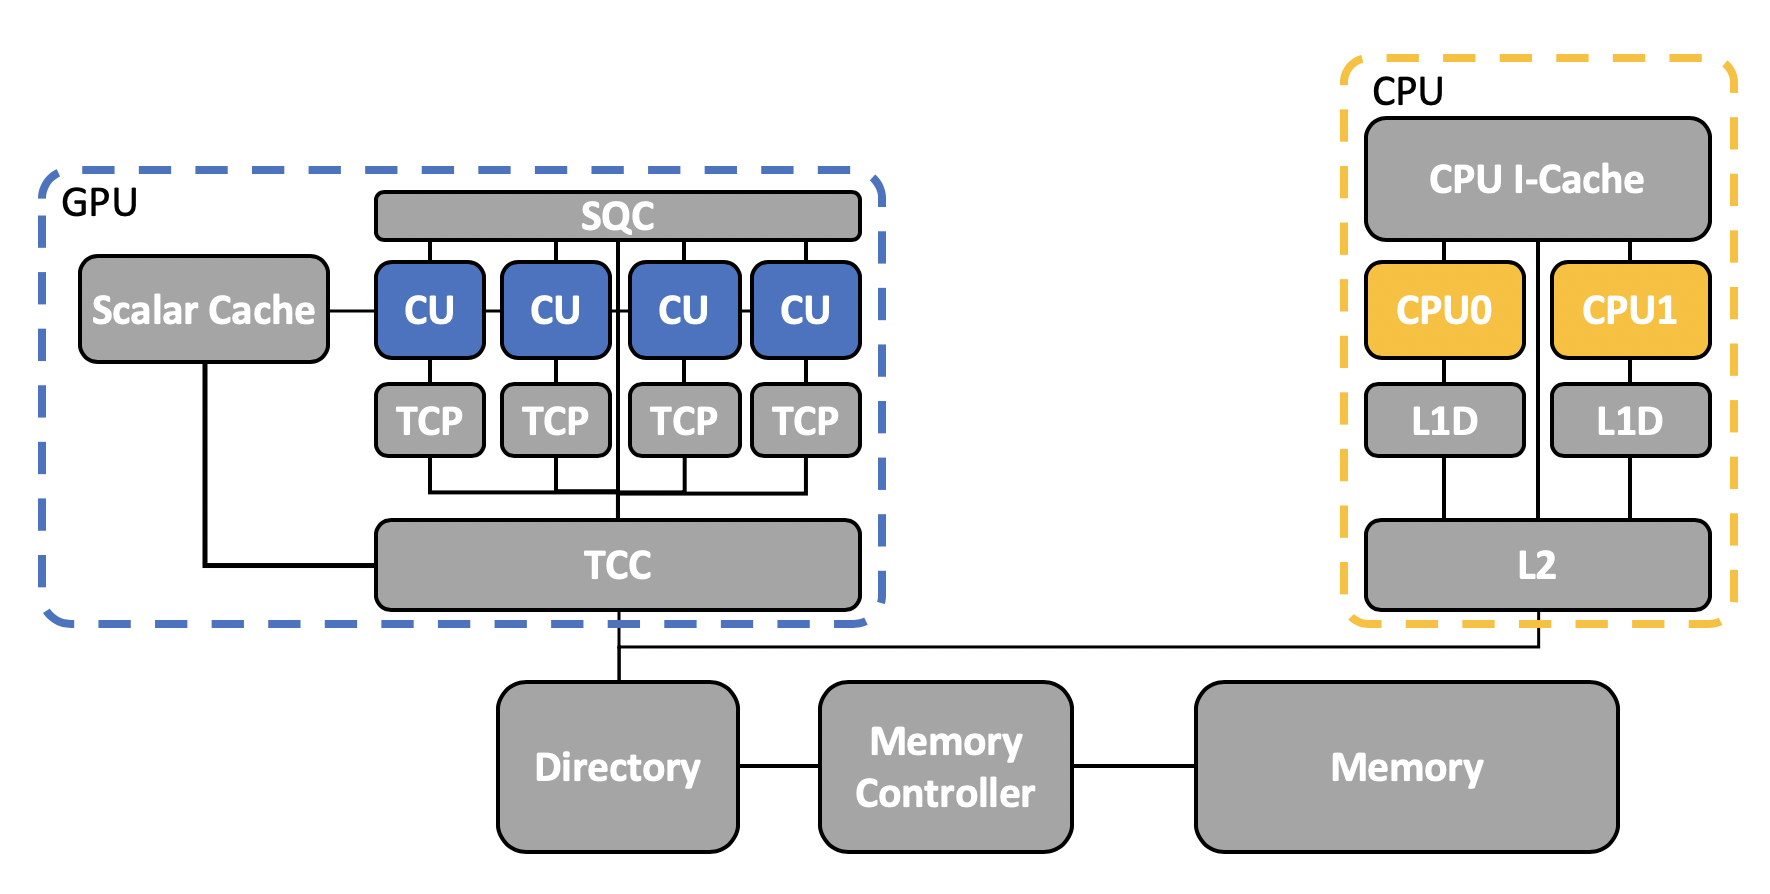 CPU
CPU I-Cache
GPU
SQC
Scalar Cache
CU
CU
CU
CU
CPU0
CPU1
TCP
TCP
TCP
TCP
L1D
L1D
TCC
L2
Directory
Memory
Controller
Memory